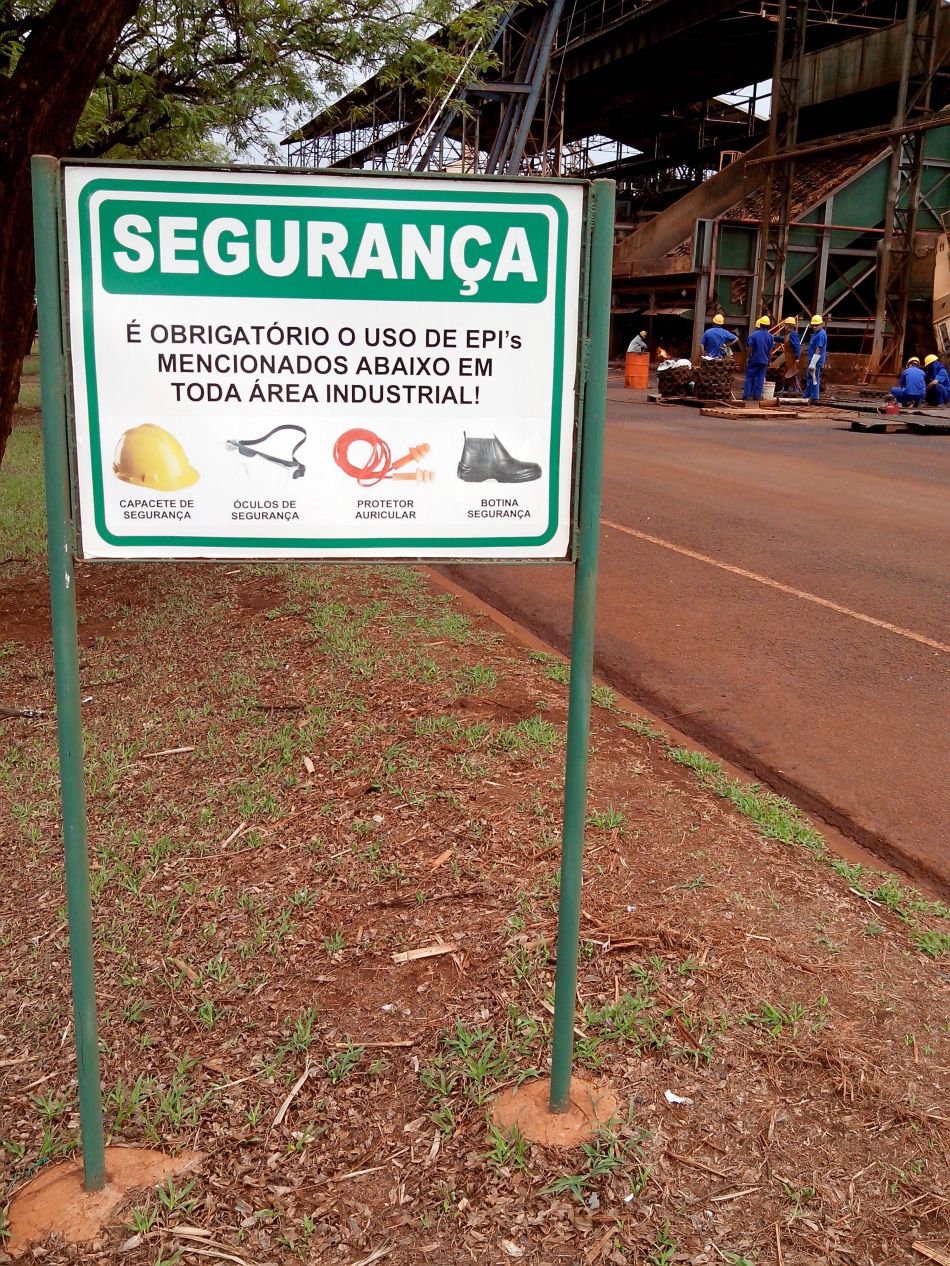 SEGURANÇA
É OBRIGATÓRIO O USO DE EPI's
MENCIONADOS ABAIXO EM
TODA ÁREA INDUSTRIAL!
CAPACETE DE
SEGURANÇA
ÓCULOS DE
SEGURANÇA
PROTETOR
AURICULAR
BOTINA
SEGURANÇA